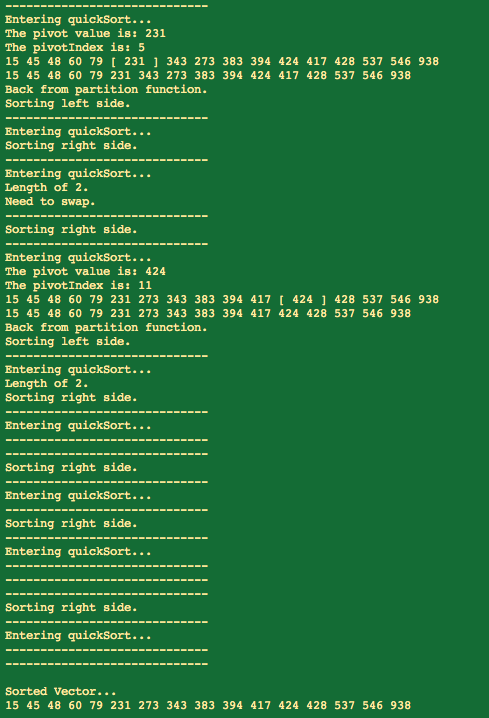 -----------------------------
Entering quickSort...
The pivot value is: 231
The pivotIndex is: 5
15 45 48 60 79 [ 231 ] 343 273 383 394 424 417 428 537 546 938
15 45 48 60 79 231 343 273 383 394 424 417 428 537 546 938
Back from partition function.
Sorting left side.
-----------------------------
Entering quickSort...
Sorting right side.
-----------------------------
Entering quickSort...
Length of 2.
Need to swap.
-----------------------------
Sorting right side.
-----------------------------
Entering quickSort...
The pivot value is: 424
The pivotIndex is: 11
15 45 48 60 79 231 273 343 383 394 417 [ 424 ] 428 537 546 938
15 45 48 60 79 231 273 343 383 394 417 424 428 537 546 938
Back from partition function.
Sorting left side.
-----------------------------
Entering quickSort...
Length of 2.
Sorting right side.
-----------------------------
Entering quickSort...
-----------------------------
-----------------------------
Sorting right side.
-----------------------------
Entering quickSort...
-----------------------------
Sorting right side.
-----------------------------
Entering quickSort...
-----------------------------
-----------------------------
-----------------------------
Sorting right side.
-----------------------------
Entering quickSort...
-----------------------------
-----------------------------

Sorted Vector...
15 45 48 60 79 231 273 343 383 394 417 424 428 537 546 938